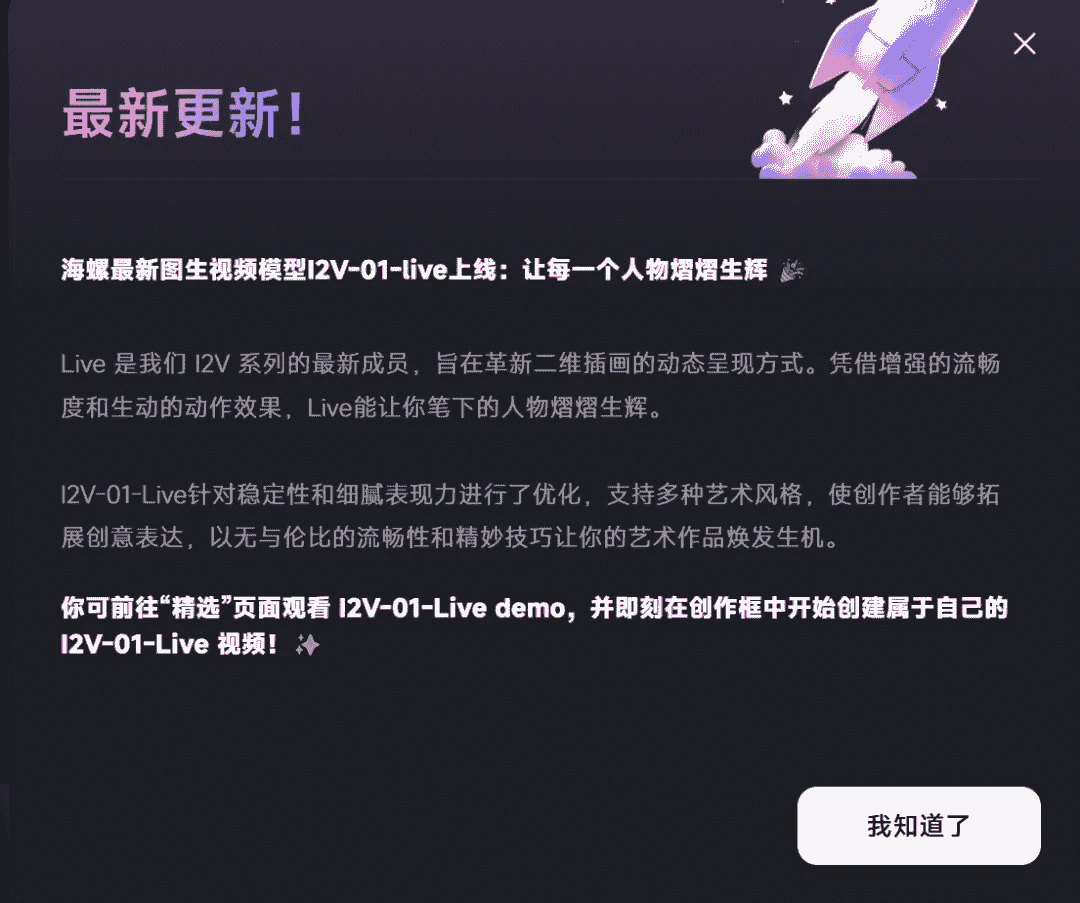 最新更新！
海螺最新图生视频模型I2V-01-live上线：让每一个人物熠熠生辉 🎉
Live 是我们 I2V 系列的最新成员，旨在革新二维插画的动态呈现方式。凭借增强的流畅
度和生动的动作效果，Live能让你笔下的人物熠熠生辉。
I2V-01-Live针对稳定性和细腻表现力进行了优化，支持多种艺术风格，使创作者能够拓
展创意表达，以无与伦比的流畅性和精妙技巧让你的艺术作品焕发生机。
你可前往“精选”页面观看 I2V-01-Live demo，并即刻在创作框中开始创建属于自己的
I2V-01-Live 视频！ ✨
我知道了